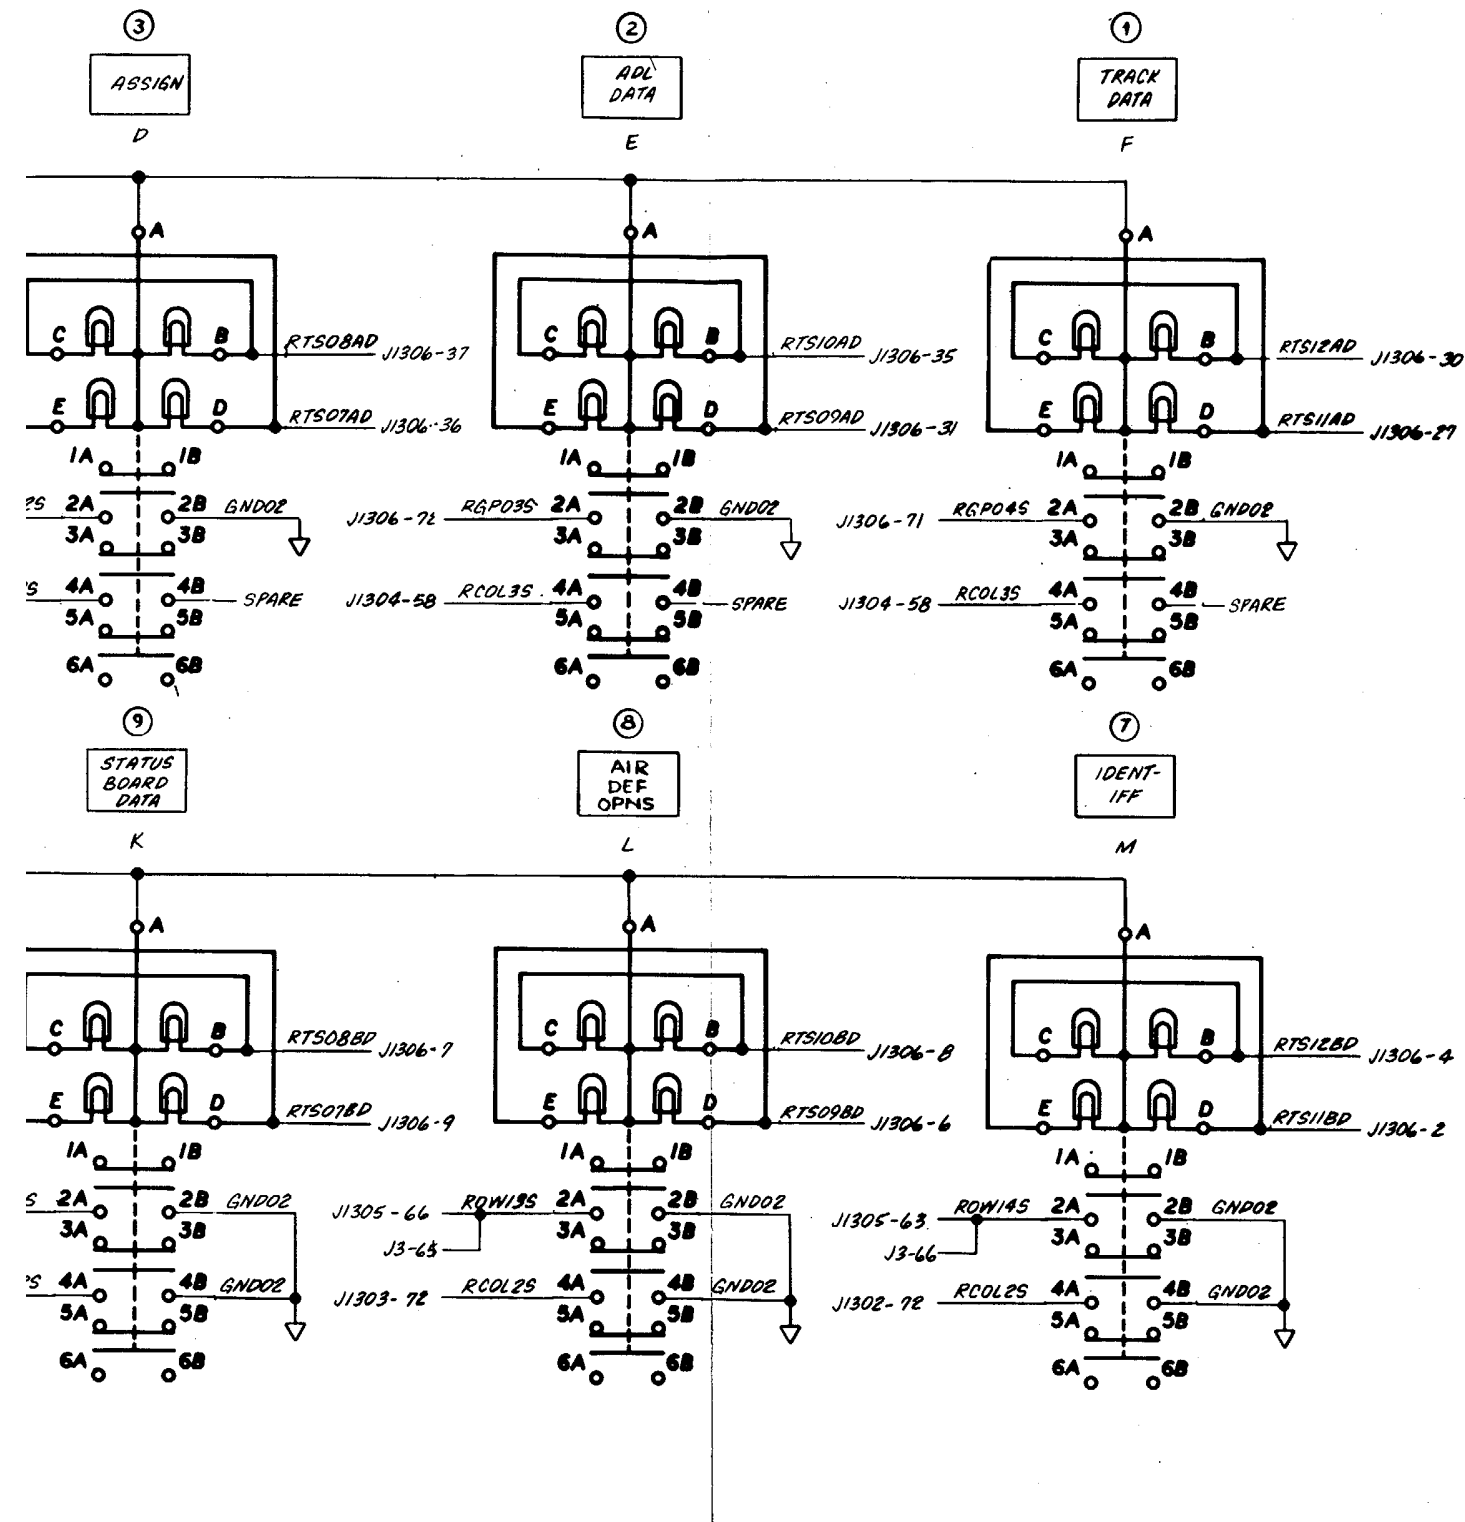 3
ASSIGN
D
A
C
B
RTS08AD
J1306-37
E
D
RTS07AD
J1306-36
1A
1B
2S
2A
2B
GND02
3A
3B
S
4A
4B
SPARE
5A
5B
6A
6B
2
ADL
DATA
E
A
C
B
RTS10AD
J1306-35
E
D
RTS09AD
J1306-31
1A
1B
J1306-72
RGP03S
2A
2B
GND02
3A
3B
J1304-58
RCOL3S
4A
4B
SPARE
5A
5B
6A
6B
1
TRACK
DATA
F
A
C
B
RTS12AD
J1306-30
E
D
RTS11AD
J1306-27
1A
1B
J1306-71
RGP04S
2A
2B
GND02
3A
3B
J1304-58
RCOL3S
4A
4B
SPARE
5A
5B
6A
6B
9
STATUS
BOARD
DATA
K
A
C
B
RTS08BD
J1306-7
E
D
RTS07BD
J1306-9
1A
1B
S
2A
2B
GND02
3A
3B
2S
4A
4B
GND02
5A
5B
6A
6B
8
AIR
DEF
OPNS
L
A
C
B
RTS10BD
J1306-8
E
D
RTS09BD
J1306-6
1A
1B
J1305-66
ROW13S
2A
2B
GND02
J3-65
3A
3B
J1303-72
RCOL2S
4A
4B
GND02
5A
5B
6A
6B
7
IDENT-
IFF
M
A
C
B
RTS12BD
J1306-4
E
D
RTS11BD
J1306-2
1A
1B
J1305-63
ROW14S
2A
2B
GND02
J3-66
3A
3B
J1302-72
RCOL2S
4A
4B
GND02
5A
5B
6A
6B